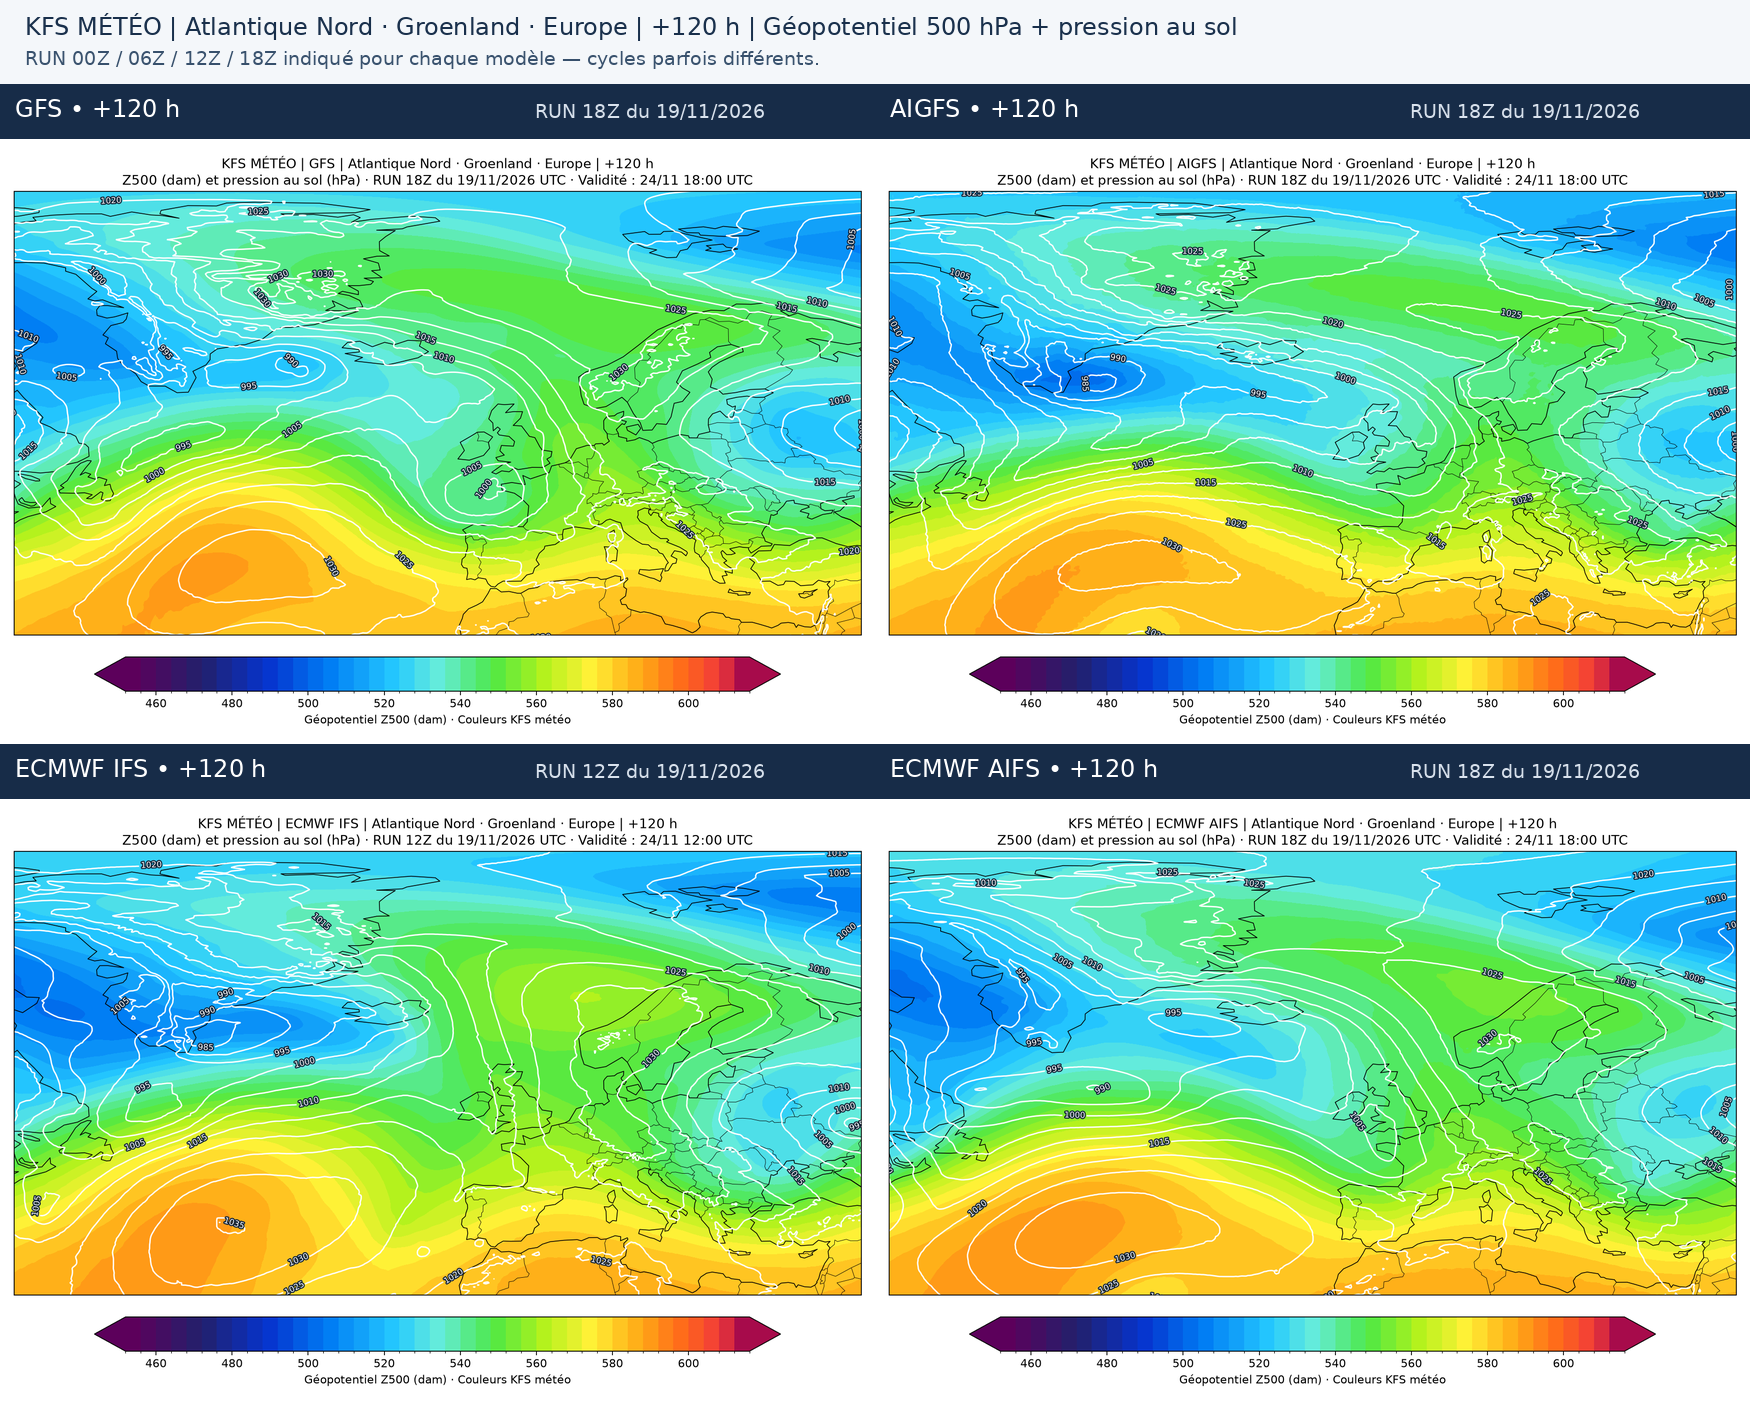 KFS MÉTÉO | Atlantique Nord · Groenland · Europe | +120 h | Géopotentiel 500 hPa + pression au sol
RUN 00Z / 06Z / 12Z / 18Z indiqué pour chaque modèle — cycles parfois différents.
GFS • +120 h
RUN 18Z du 19/11/2026
AIGFS • +120 h
RUN 18Z du 19/11/2026
KFS MÉTÉO | GFS | Atlantique Nord · Groenland · Europe | +120 h
Z500 (dam) et pression au sol (hPa) · RUN 18Z du 19/11/2026 UTC · Validité : 24/11 18:00 UTC
KFS MÉTÉO | AIGFS | Atlantique Nord · Groenland · Europe | +120 h
Z500 (dam) et pression au sol (hPa) · RUN 18Z du 19/11/2026 UTC · Validité : 24/11 18:00 UTC
460 480 500 520 540 560 580 600
Géopotentiel Z500 (dam) · Couleurs KFS météo
460 480 500 520 540 560 580 600
Géopotentiel Z500 (dam) · Couleurs KFS météo
ECMWF IFS • +120 h
RUN 12Z du 19/11/2026
ECMWF AIFS • +120 h
RUN 18Z du 19/11/2026
KFS MÉTÉO | ECMWF IFS | Atlantique Nord · Groenland · Europe | +120 h
Z500 (dam) et pression au sol (hPa) · RUN 12Z du 19/11/2026 UTC · Validité : 24/11 12:00 UTC
KFS MÉTÉO | ECMWF AIFS | Atlantique Nord · Groenland · Europe | +120 h
Z500 (dam) et pression au sol (hPa) · RUN 18Z du 19/11/2026 UTC · Validité : 24/11 18:00 UTC
460 480 500 520 540 560 580 600
Géopotentiel Z500 (dam) · Couleurs KFS météo
460 480 500 520 540 560 580 600
Géopotentiel Z500 (dam) · Couleurs KFS météo